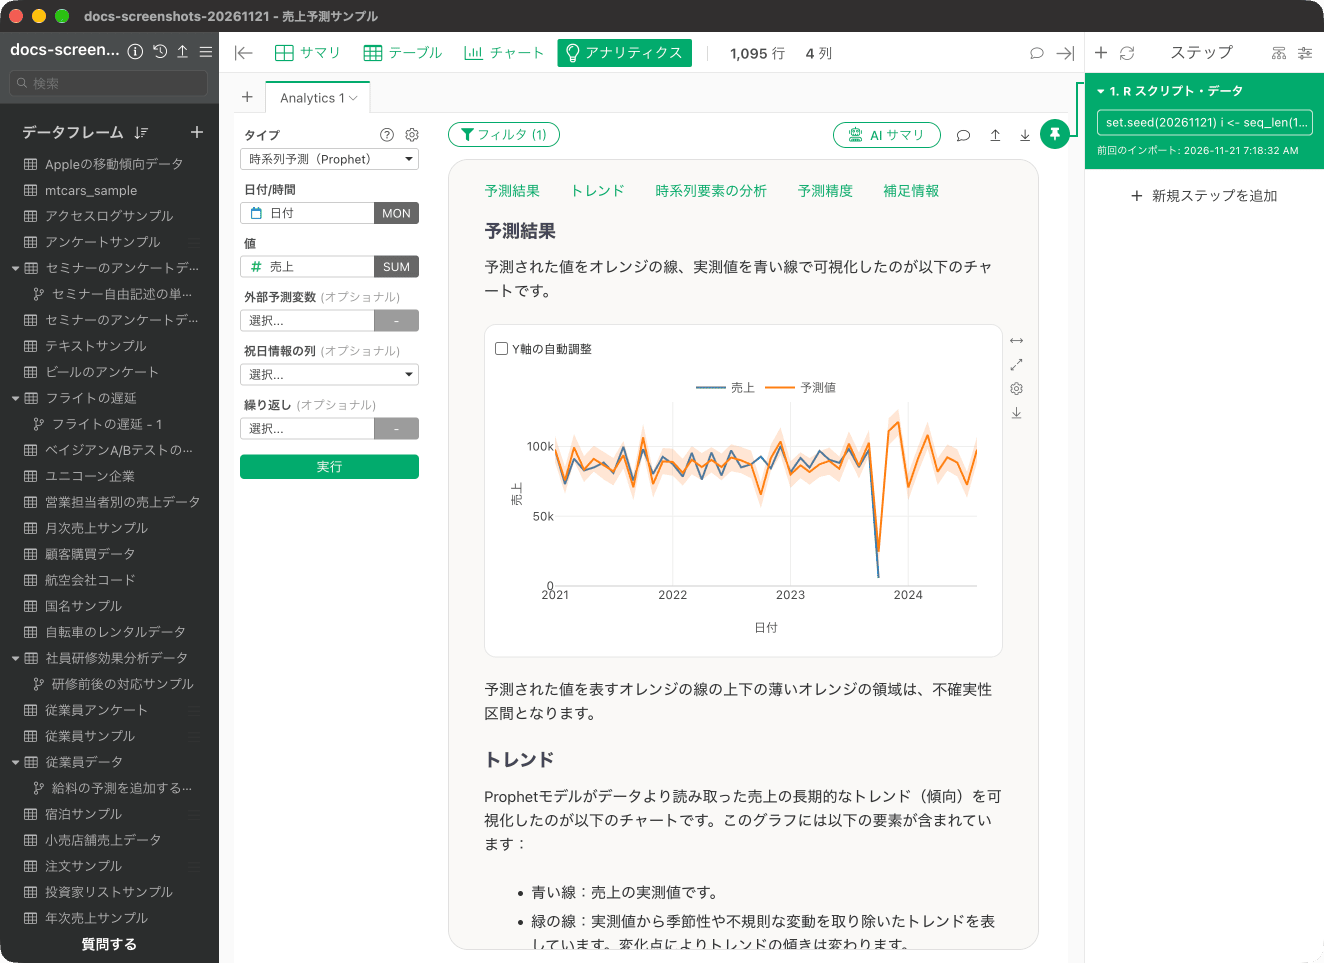 docs-screenshots-20261121 - 売上予測サンプル
docs-screen...
検索
データフレーム
Appleの移動傾向データ
mtcars_sample
アクセスログサンプル
アンケートサンプル
セミナーのアンケートデ…
セミナー自由記述の単…
セミナーのアンケートデ…
テキストサンプル
ビールのアンケート
フライトの遅延
フライトの遅延 - 1
ベイジアンA/Bテストの…
ユニコーン企業
営業担当者別の売上データ
月次売上サンプル
顧客購買データ
航空会社コード
国名サンプル
自転車のレンタルデータ
社員研修効果分析データ
研修前後の対応サンプル
従業員アンケート
従業員サンプル
従業員データ
給料の予測を追加する…
宿泊サンプル
小売店舗売上データ
注文サンプル
投資家リストサンプル
年次売上サンプル
質問する
サマリ
テーブル
チャート
アナリティクス
1,095 行
4 列
Analytics 1
タイプ
時系列予測（Prophet）
日付/時間
日付
MON
値
売上
SUM
外部予測変数 (オプショナル)
選択...
-
祝日情報の列 (オプショナル)
選択...
繰り返し (オプショナル)
選択...
-
実行
フィルタ (1)
AI サマリ
予測結果
トレンド
時系列要素の分析
予測精度
補足情報
予測結果
予測された値をオレンジの線、実測値を青い線で可視化したのが以下のチャ
ートです。
Y軸の自動調整
売上
予測値
100k
50k
0
売上
2021
2022
2023
2024
日付
予測された値を表すオレンジの線の上下の薄いオレンジの領域は、不確実性
区間となります。
トレンド
Prophetモデルがデータより読み取った売上の長期的なトレンド（傾向）を可
視化したのが以下のチャートです。このグラフには以下の要素が含まれてい
ます：
• 青い線：売上の実測値です。
• 緑の線：実測値から季節性や不規則な変動を取り除いたトレンドを表
しています。変化点によりトレンドの傾きは変わります。
ステップ
1. R スクリプト・データ
set.seed(20261121) i <- seq_len(1...
前回のインポート: 2026-11-21 7:18:32 AM
新規ステップを追加